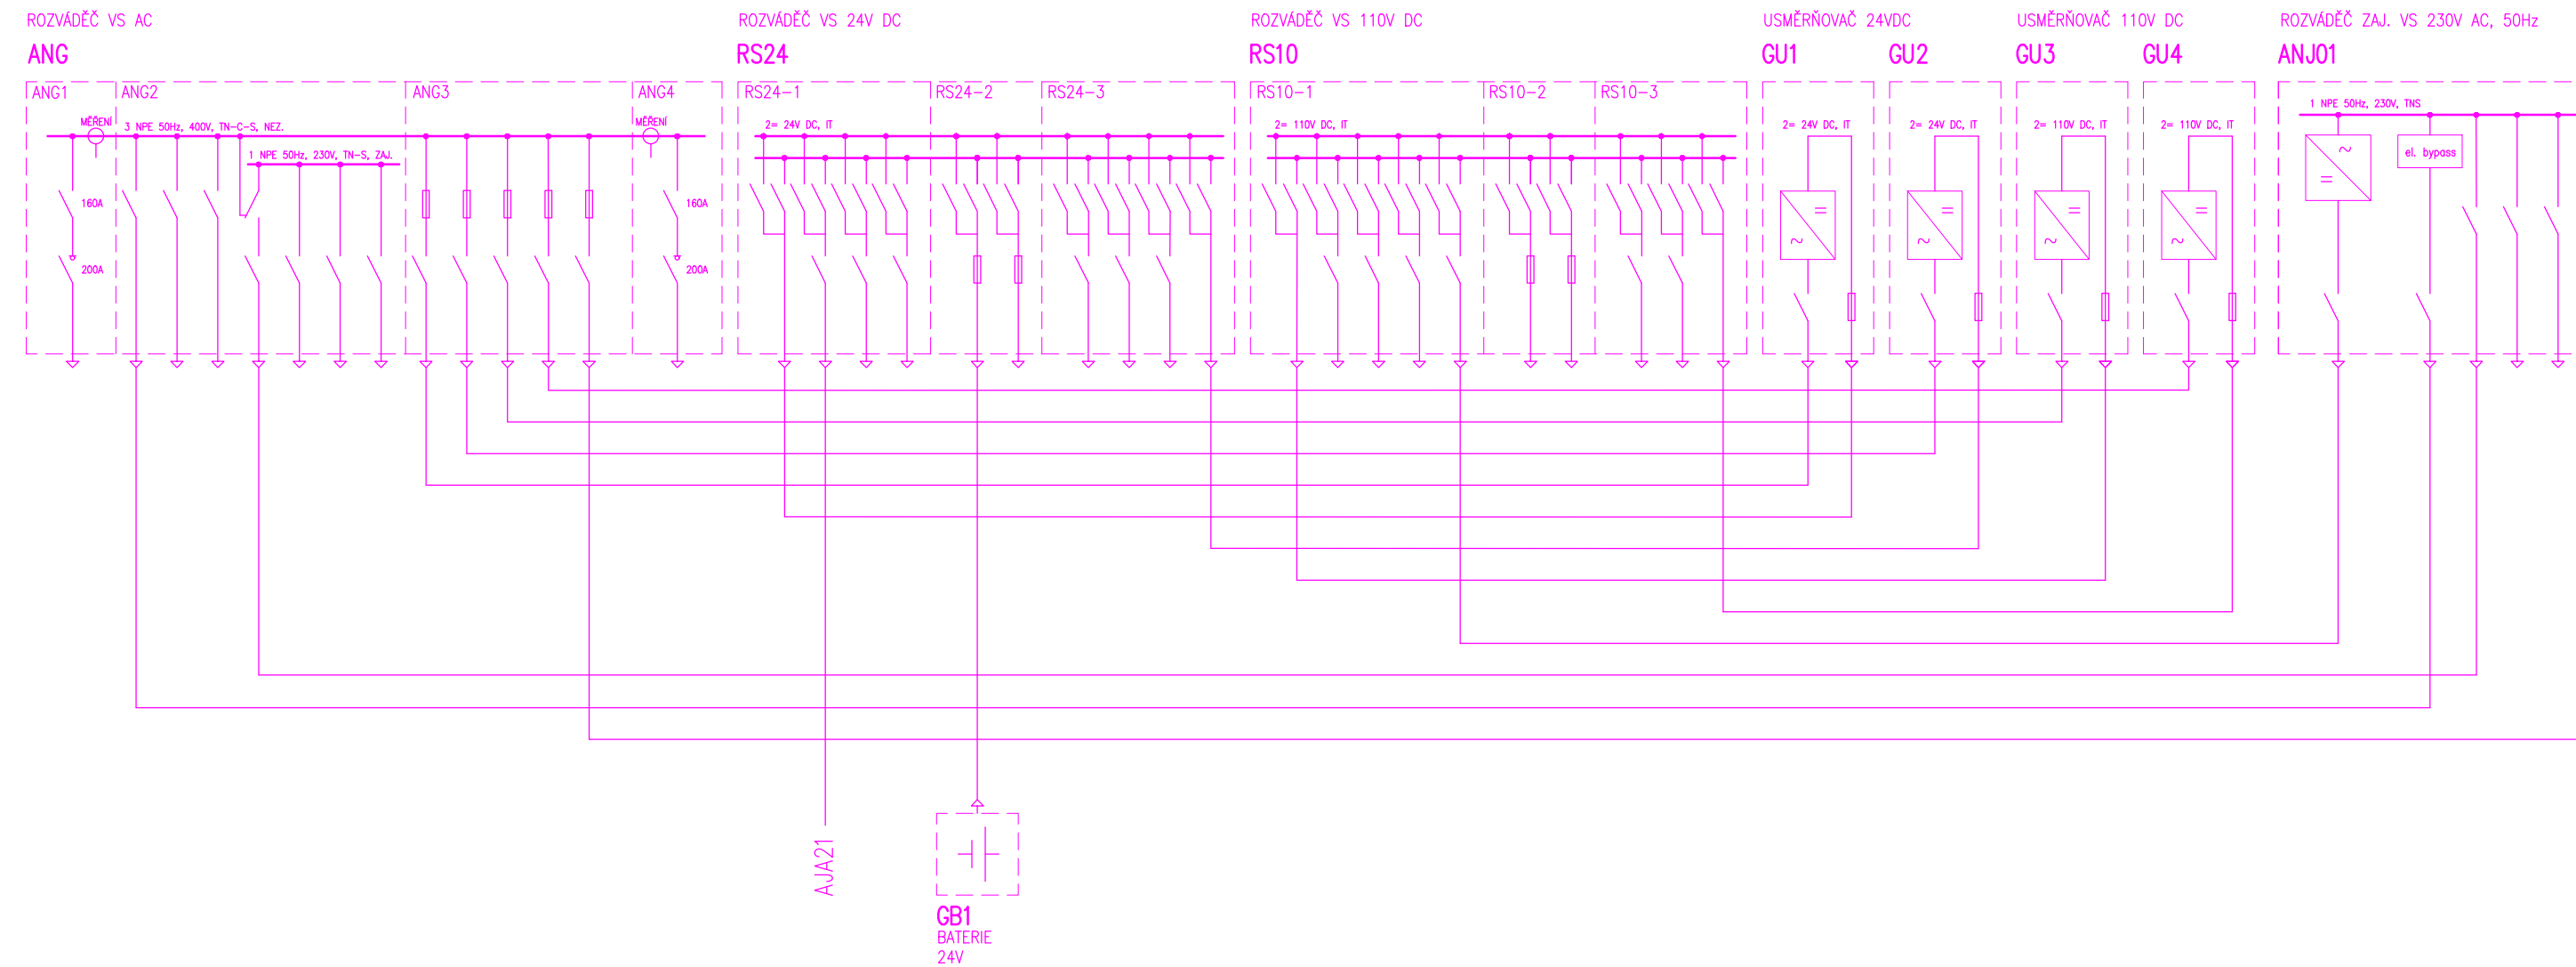 ROZVÁDĚČ VS AC
ANG
ROZVÁDĚČ VS 24V DC
RS24
ROZVÁDĚČ VS 110V DC
RS10
USMĚRŇOVAČ 24VDC
GU1
GU2
USMĚRŇOVAČ 110V DC
GU3
GU4
ROZVÁDĚČ ZAJ. VS 230V AC, 50Hz
ANJ01
ANG1
ANG2
ANG3
ANG4
RS24-1
RS24-2
RS24-3
RS10-1
RS10-2
RS10-3
MĚŘENÍ
3 NPE 50Hz, 400V, TN-C-S, NEZ.
1 NPE 50Hz, 230V, TN-S, ZAJ.
MĚŘENÍ
2= 24V DC, IT
2= 110V DC, IT
2= 24V DC, IT
2= 24V DC, IT
2= 110V DC, IT
2= 110V DC, IT
1 NPE 50Hz, 230V, TNS
el. bypass
160A
200A
160A
200A
AJA21
GB1
BATERIE
24V